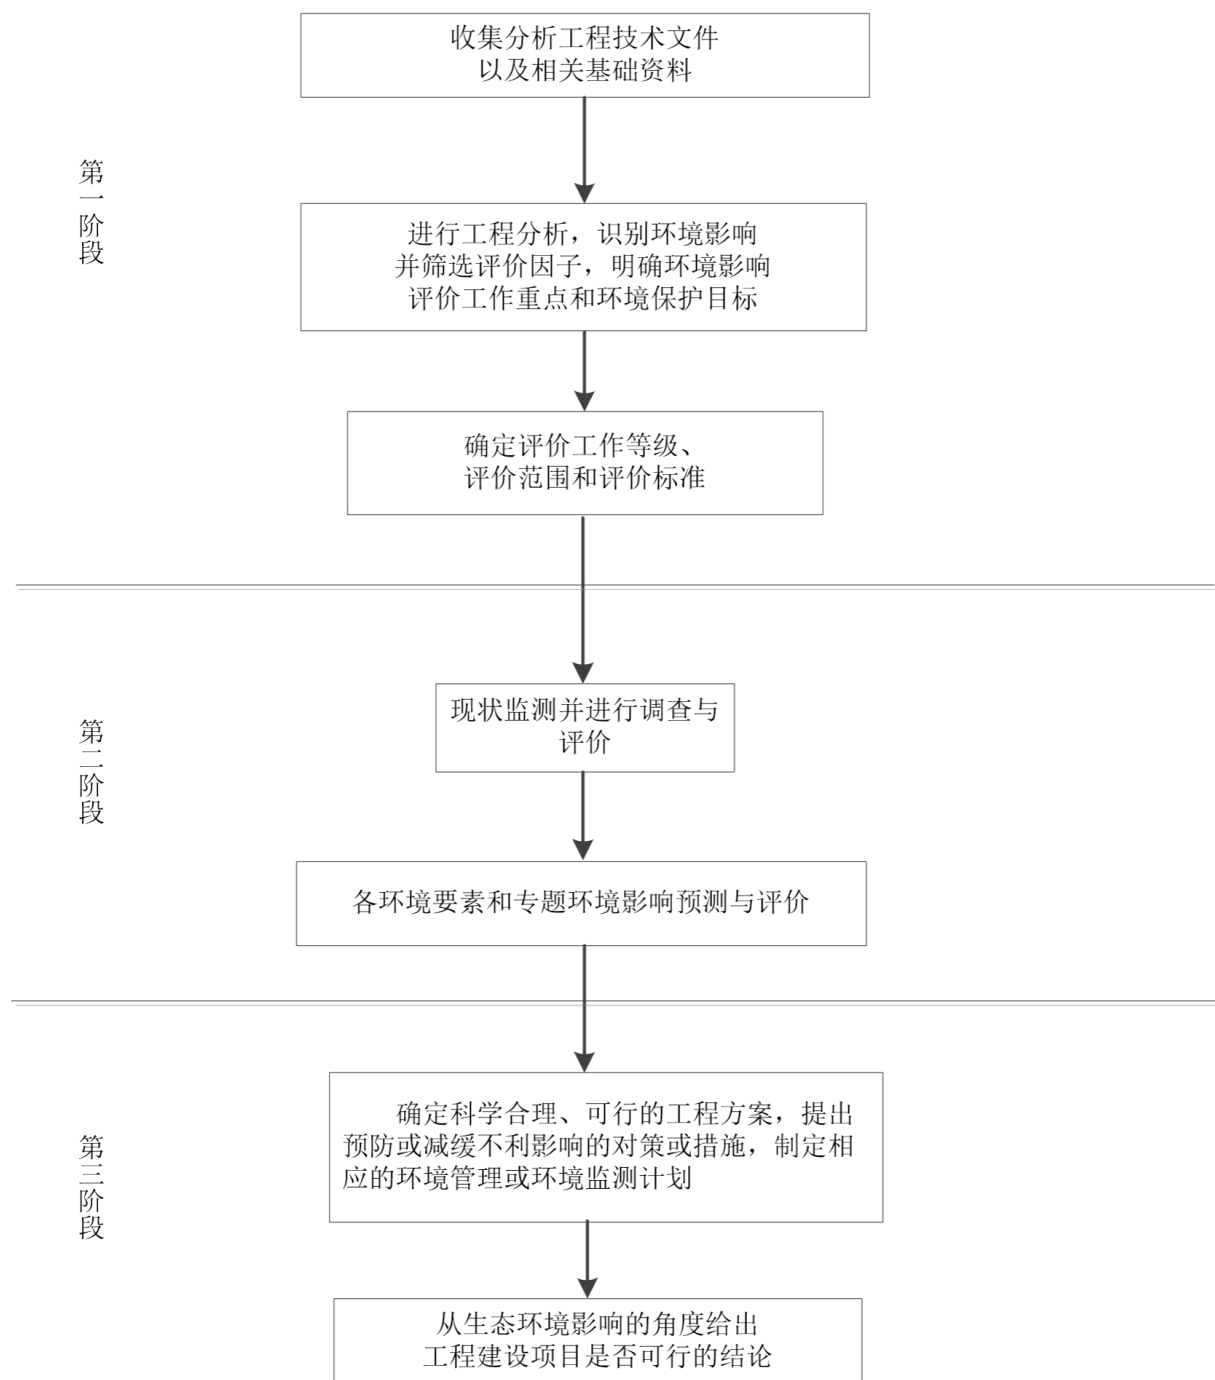 收集分析工程技术文件
以及相关基础资料
第一阶段
进行工程分析，识别环境影响
并筛选评价因子，明确环境影响
评价工作重点和环境保护目标
确定评价工作等级、
评价范围和评价标准
第二阶段
现状监测并进行调查与
评价
各环境要素和专题环境影响预测与评价
第三阶段
确定科学合理、可行的工程方案，提出
预防或减缓不利影响的对策或措施，制定相
应的环境管理或环境监测计划
从生态环境影响的角度给出
工程建设项目是否可行的结论